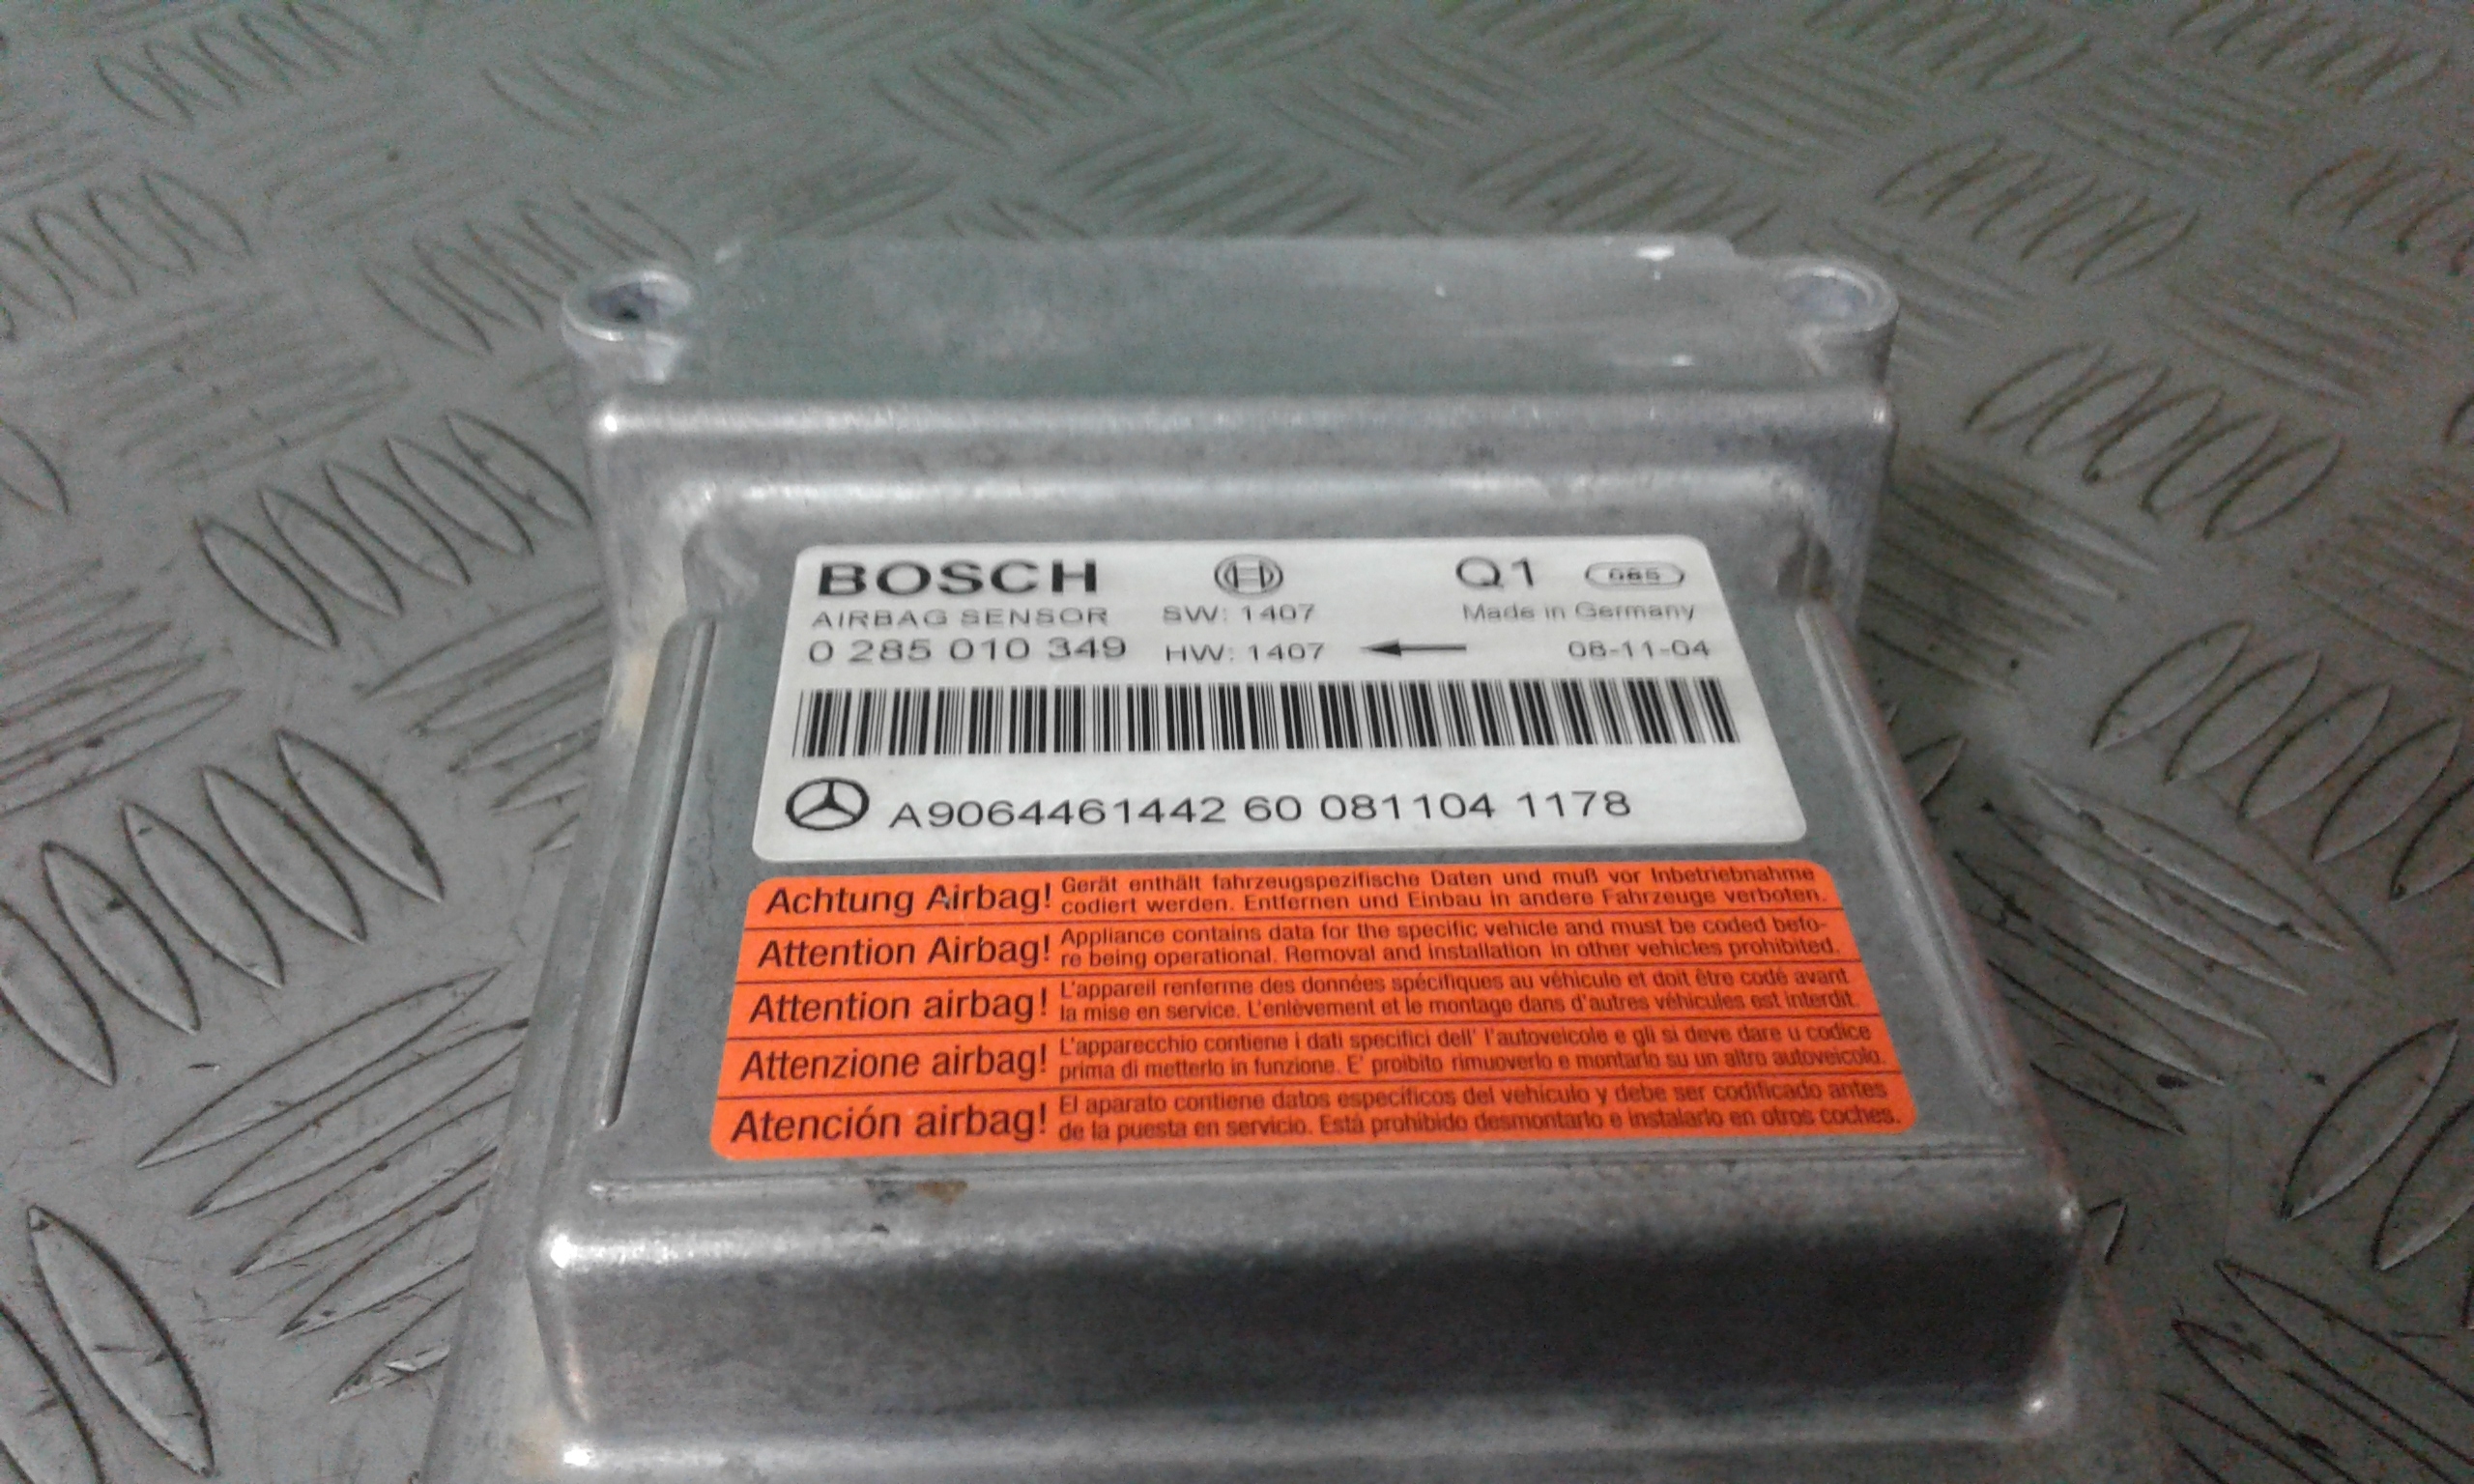 BOSCH Q1
AIRBAG SENSOR SW: 1407 Made in Germany
0 285 010 349 HW: 1407 08-11-04
A9064461442 60 081104 1178
Achtung Airbag! Gerät enthält fahrzeugspezifische Daten und muß vor Inbetriebnahme
codiert werden. Entfernen und Einbau in andere Fahrzeuge verboten.
Attention Airbag! Appliance contains data for the specific vehicle and must be coded befo-
re being operational. Removal and installation in other vehicles prohibited.
Attention airbag! L'appareil renferme des données spécifiques au véhicule et doit être codé avant
la mise en service. L'enlèvement et le montage dans d'autres véhicules est interdit.
Attenzione airbag! L'apparecchio contiene i dati specifici dell' l'autoveicole e gli si deve dare u codice
prima di metterlo in funzione. E' proibito rimuoverlo e montarlo su un altro autoveicolo.
Atención airbag! El aparato contiene datos especificos del vehículo y debe ser codificado antes
de la puesta en servicio. Está prohibido desmontarlo e instalarlo en otros coches.